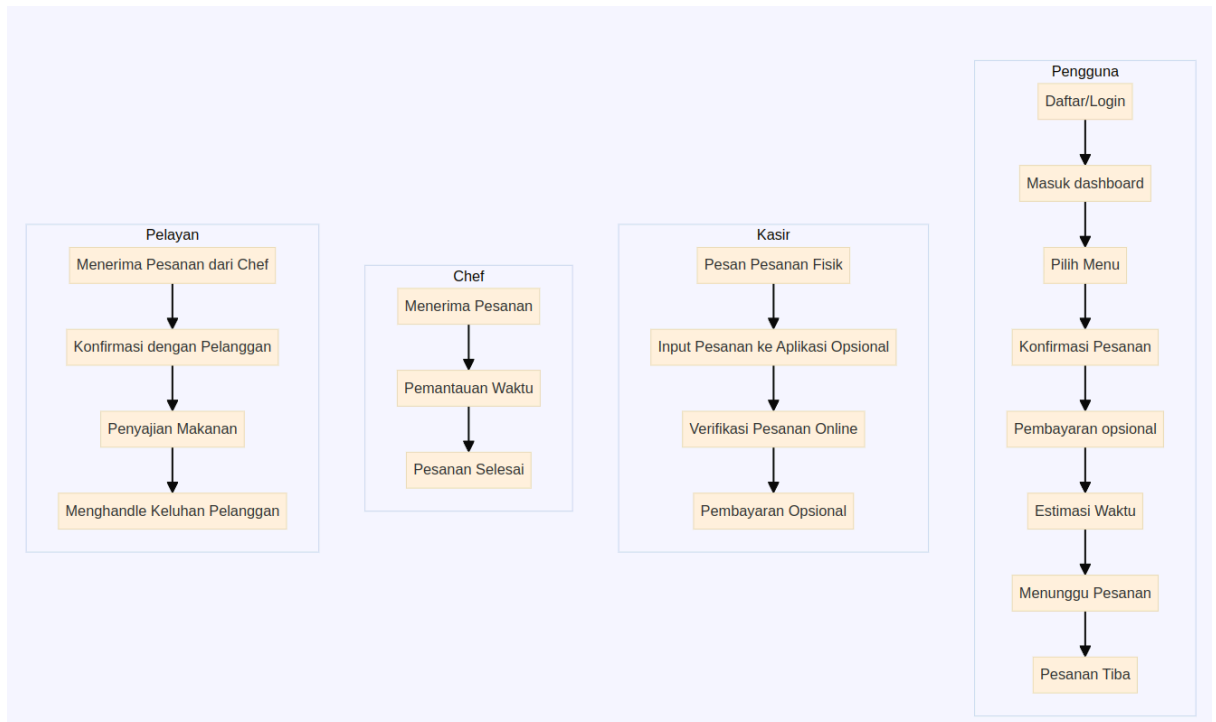 Pelayan
Menerima Pesanan dari Chef
Konfirmasi dengan Pelanggan
Penyajian Makanan
Menghandle Keluhan Pelanggan
Chef
Menerima Pesanan
Pemantauan Waktu
Pesanan Selesai
Kasir
Pesan Pesanan Fisik
Input Pesanan ke Aplikasi Opsional
Verifikasi Pesanan Online
Pembayaran Opsional
Pengguna
Daftar/Login
Masuk dashboard
Pilih Menu
Konfirmasi Pesanan
Pembayaran opsional
Estimasi Waktu
Menunggu Pesanan
Pesanan Tiba